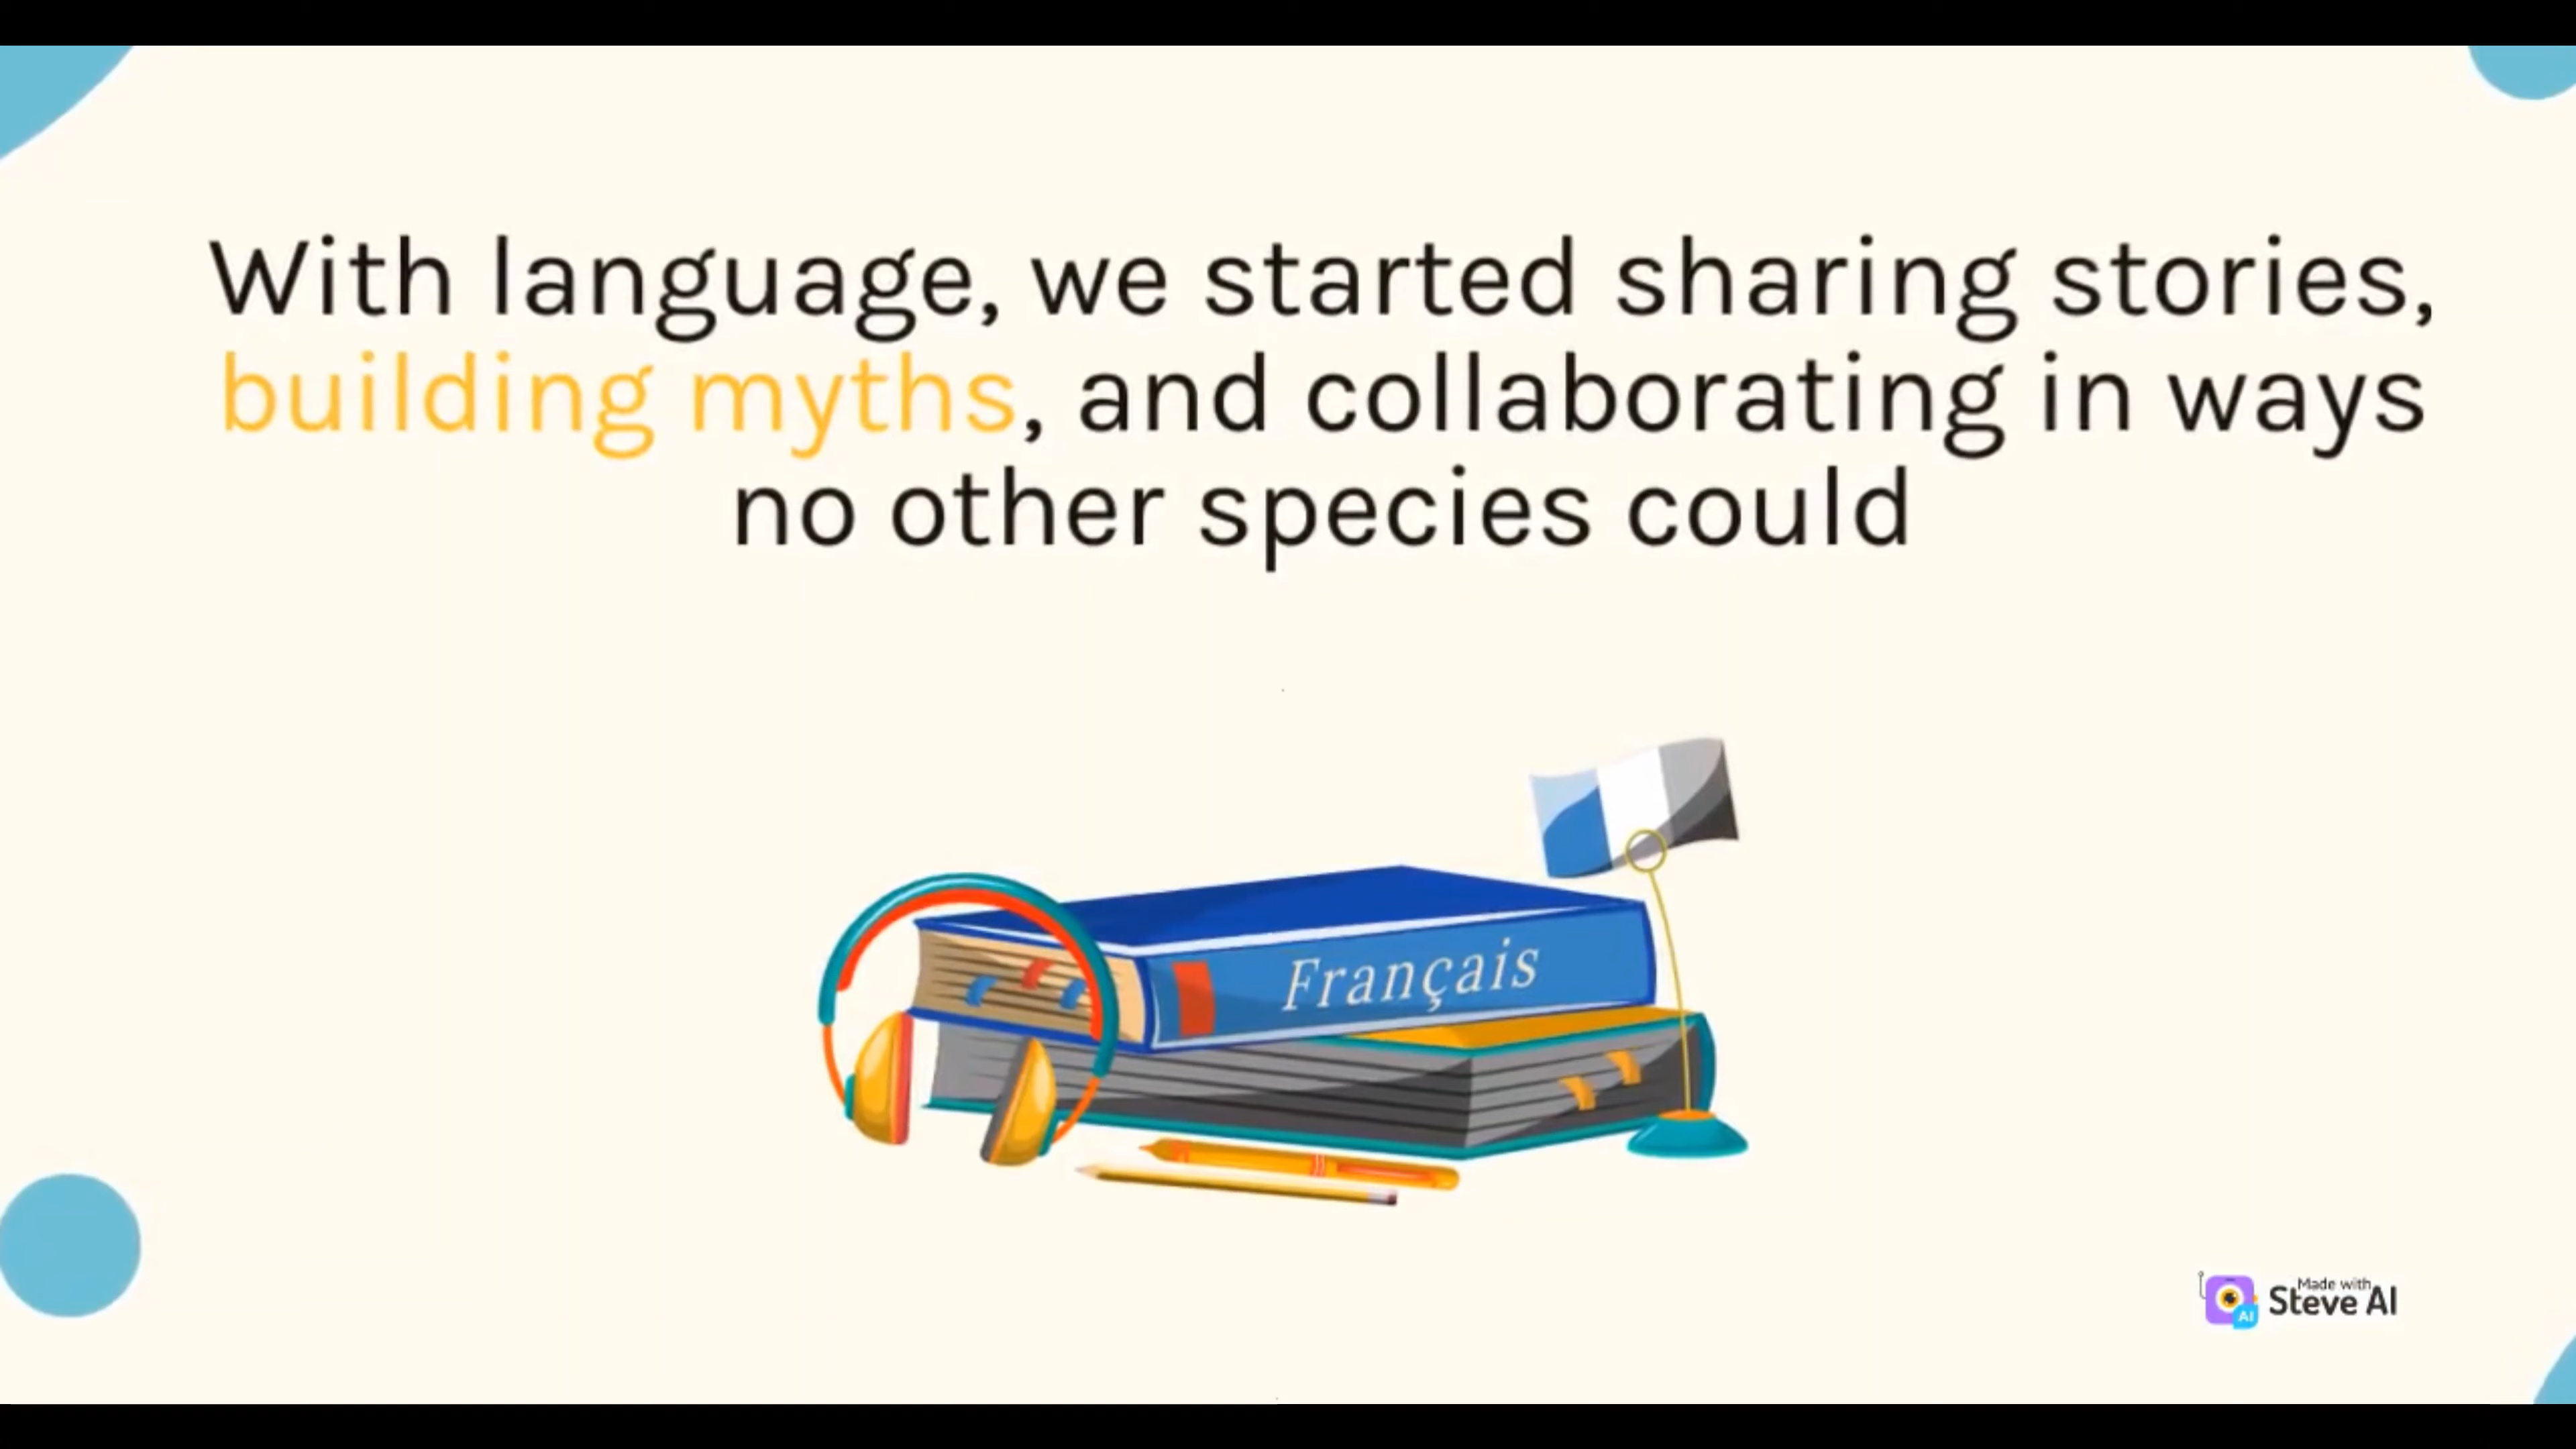 With language, we started sharing stories,
building myths, and collaborating in ways
no other species could
Français
Made with
Steve AI
AI